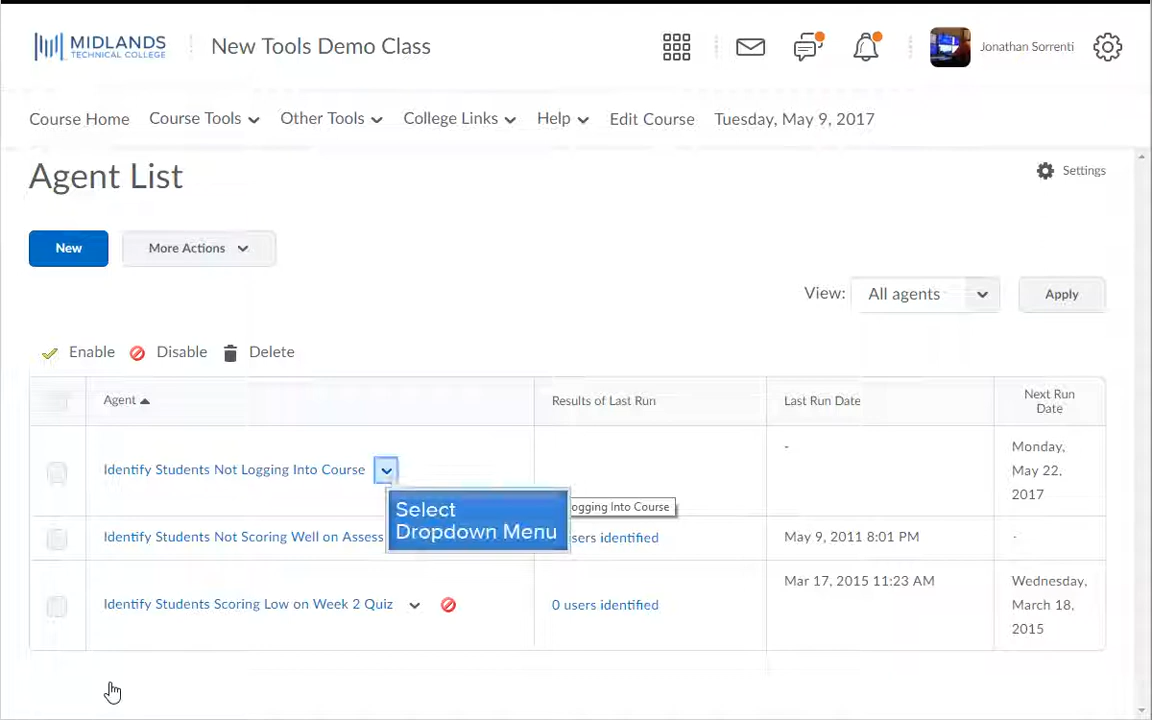 MIDLANDS
TECHNICAL COLLEGE
New Tools Demo Class
Jonathan Sorrenti
Course Home Course Tools Other Tools College Links Help Edit Course Tuesday, May 9, 2017
Agent List
Settings
New More Actions
View: All agents Apply
Enable Disable Delete
Agent Results of Last Run Last Run Date Next Run
Date
Identify Students Not Logging Into Course - Monday,
May 22,
2017
Select
Dropdown Menu
ogging Into Course
Identify Students Not Scoring Well on Assess sers identified May 9, 2011 8:01 PM -
Identify Students Scoring Low on Week 2 Quiz 0 users identified Mar 17, 2015 11:23 AM Wednesday,
March 18,
2015